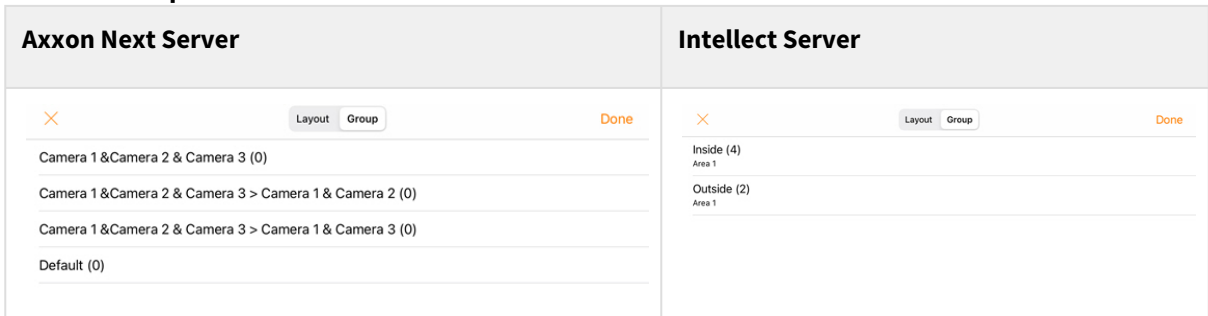 Axxon Next Server
Intellect Server
Layout Group Done
Camera 1 &Camera 2 & Camera 3 (0)
Camera 1 &Camera 2 & Camera 3 > Camera 1 & Camera 2 (0)
Camera 1 &Camera 2 & Camera 3 > Camera 1 & Camera 3 (0)
Default (0)
Layout Group Done
Inside (4)
Area 1
Outside (2)
Area 1